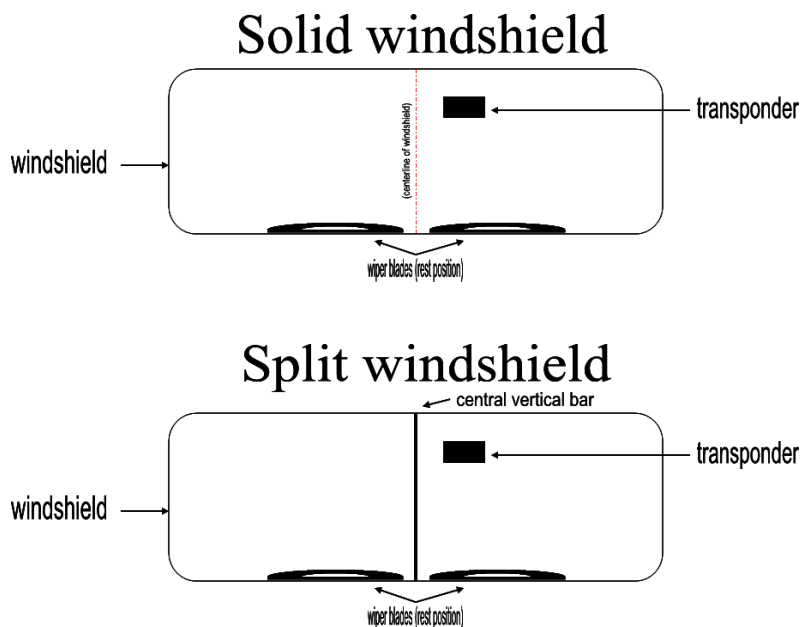 Solid windshield
(centerline of windshield)
transponder
windshield
wiper blades (rest position)
Split windshield
central vertical bar
transponder
windshield
wiper blades (rest position)